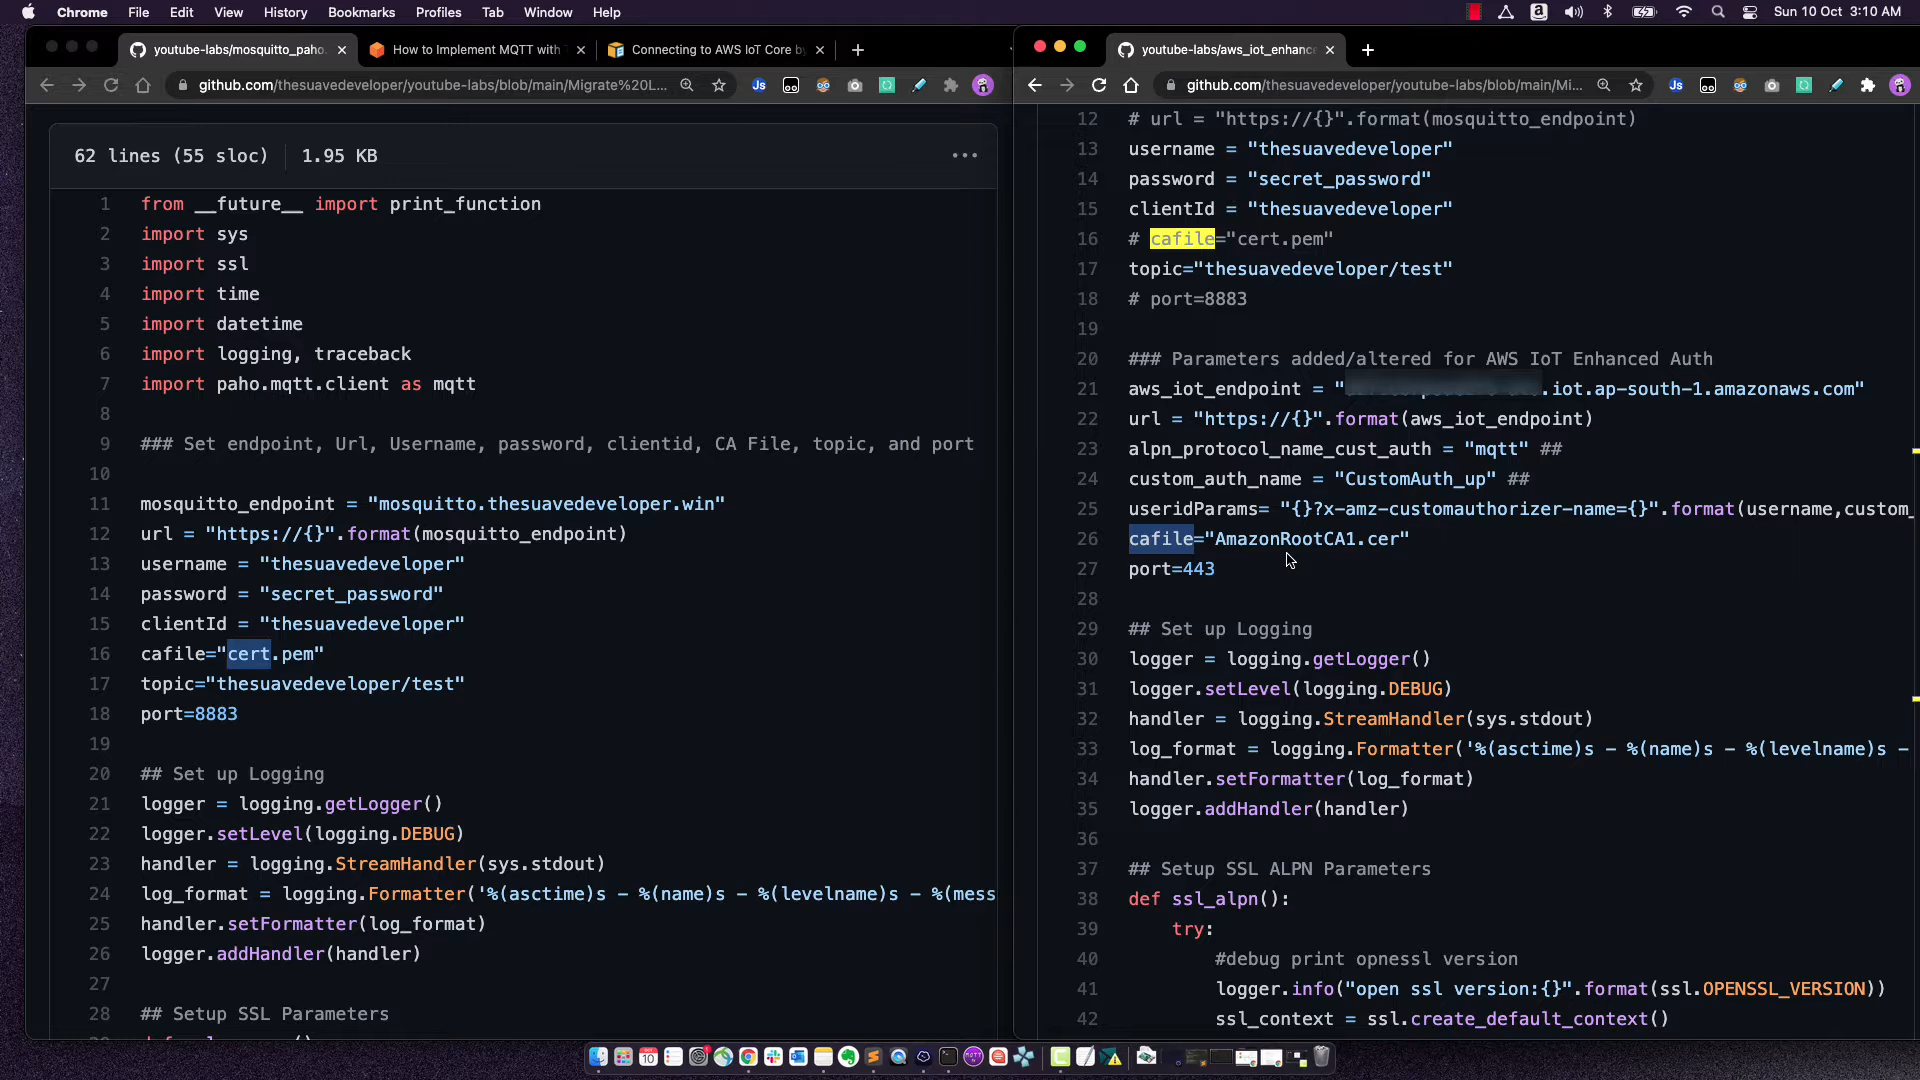 Chrome File Edit View History Bookmarks Profiles Tab Window Help
Sun 10 Oct 3:10 AM
youtube-labs/mosquitto_paho.
How to Implement MQTT with
Connecting to AWS IoT Core by
github.com/thesuavedeveloper/youtube-labs/blob/main/Migrate%20L...
62 lines (55 sloc) 1.95 KB
1 from __future__ import print_function
2 import sys
3 import ssl
4 import time
5 import datetime
6 import logging, traceback
7 import paho.mqtt.client as mqtt
8
9 ### Set endpoint, Url, Username, password, clientid, CA File, topic, and port
10
11 mosquitto_endpoint = "mosquitto.thesuavedeveloper.win"
12 url = "https://{}".format(mosquitto_endpoint)
13 username = "thesuavedeveloper"
14 password = "secret_password"
15 clientId = "thesuavedeveloper"
16 cafile="cert.pem"
17 topic="thesuavedeveloper/test"
18 port=8883
19
20 ## Set up Logging
21 logger = logging.getLogger()
22 logger.setLevel(logging.DEBUG)
23 handler = logging.StreamHandler(sys.stdout)
24 log_format = logging.Formatter('%(asctime)s - %(name)s - %(levelname)s - %(mess
25 handler.setFormatter(log_format)
26 logger.addHandler(handler)
27
28 ## Setup SSL Parameters
youtube-labs/aws_iot_enhanc
github.com/thesuavedeveloper/youtube-labs/blob/main/Mi...
12 # url = "https://{}".format(mosquitto_endpoint)
13 username = "thesuavedeveloper"
14 password = "secret_password"
15 clientId = "thesuavedeveloper"
16 # cafile="cert.pem"
17 topic="thesuavedeveloper/test"
18 # port=8883
19
20 ### Parameters added/altered for AWS IoT Enhanced Auth
21 aws_iot_endpoint = ".iot.ap-south-1.amazonaws.com"
22 url = "https://{}".format(aws_iot_endpoint)
23 alpn_protocol_name_cust_auth = "mqtt" ##
24 custom_auth_name = "CustomAuth_up" ##
25 useridParams= "{}?x-amz-customauthorizer-name={}".format(username,custom_
26 cafile="AmazonRootCA1.cer"
27 port=443
28
29 ## Set up Logging
30 logger = logging.getLogger()
31 logger.setLevel(logging.DEBUG)
32 handler = logging.StreamHandler(sys.stdout)
33 log_format = logging.Formatter('%(asctime)s - %(name)s - %(levelname)s -
34 handler.setFormatter(log_format)
35 logger.addHandler(handler)
36
37 ## Setup SSL ALPN Parameters
38 def ssl_alpn():
39 try:
40 #debug print opnessl version
41 logger.info("open ssl version:{}".format(ssl.OPENSSL_VERSION))
42 ssl_context = ssl.create_default_context()